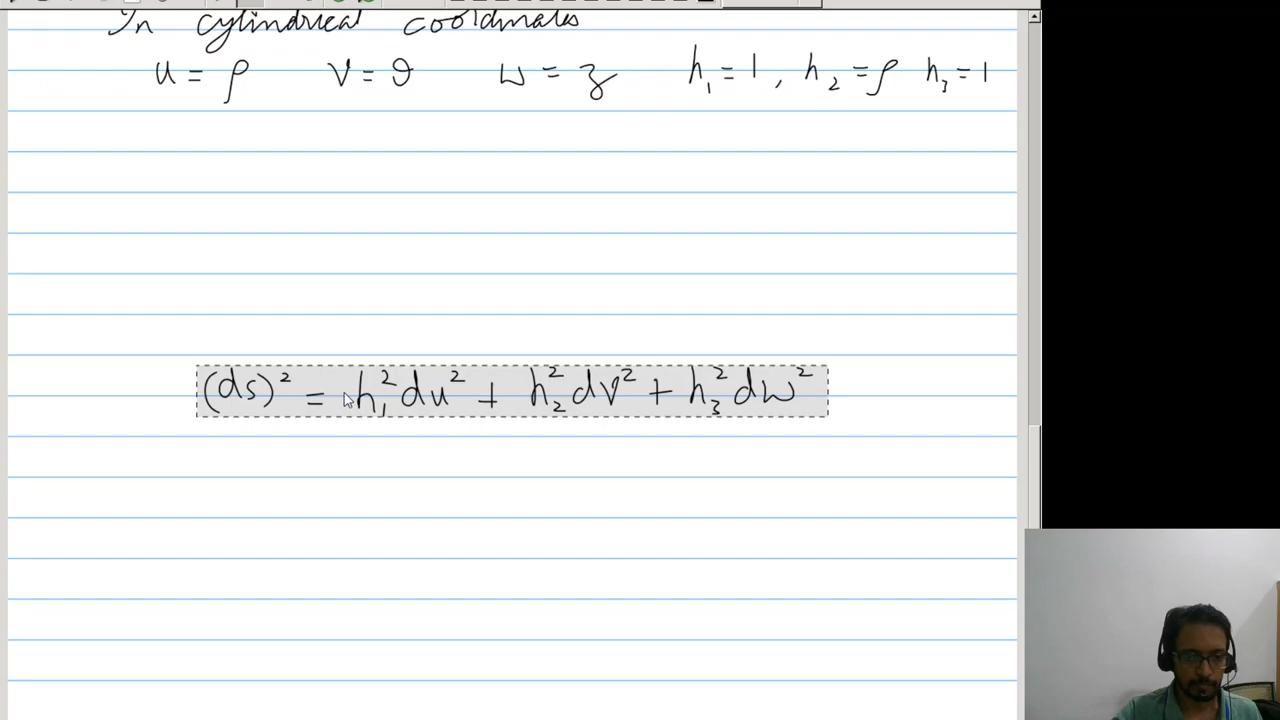 In cylindrical coordinates
u = ρ v = θ w = z h₁ = 1, h₂ = ρ h₃ = 1
(ds)² = h₁² du² + h₂² dv² + h₃² dw²